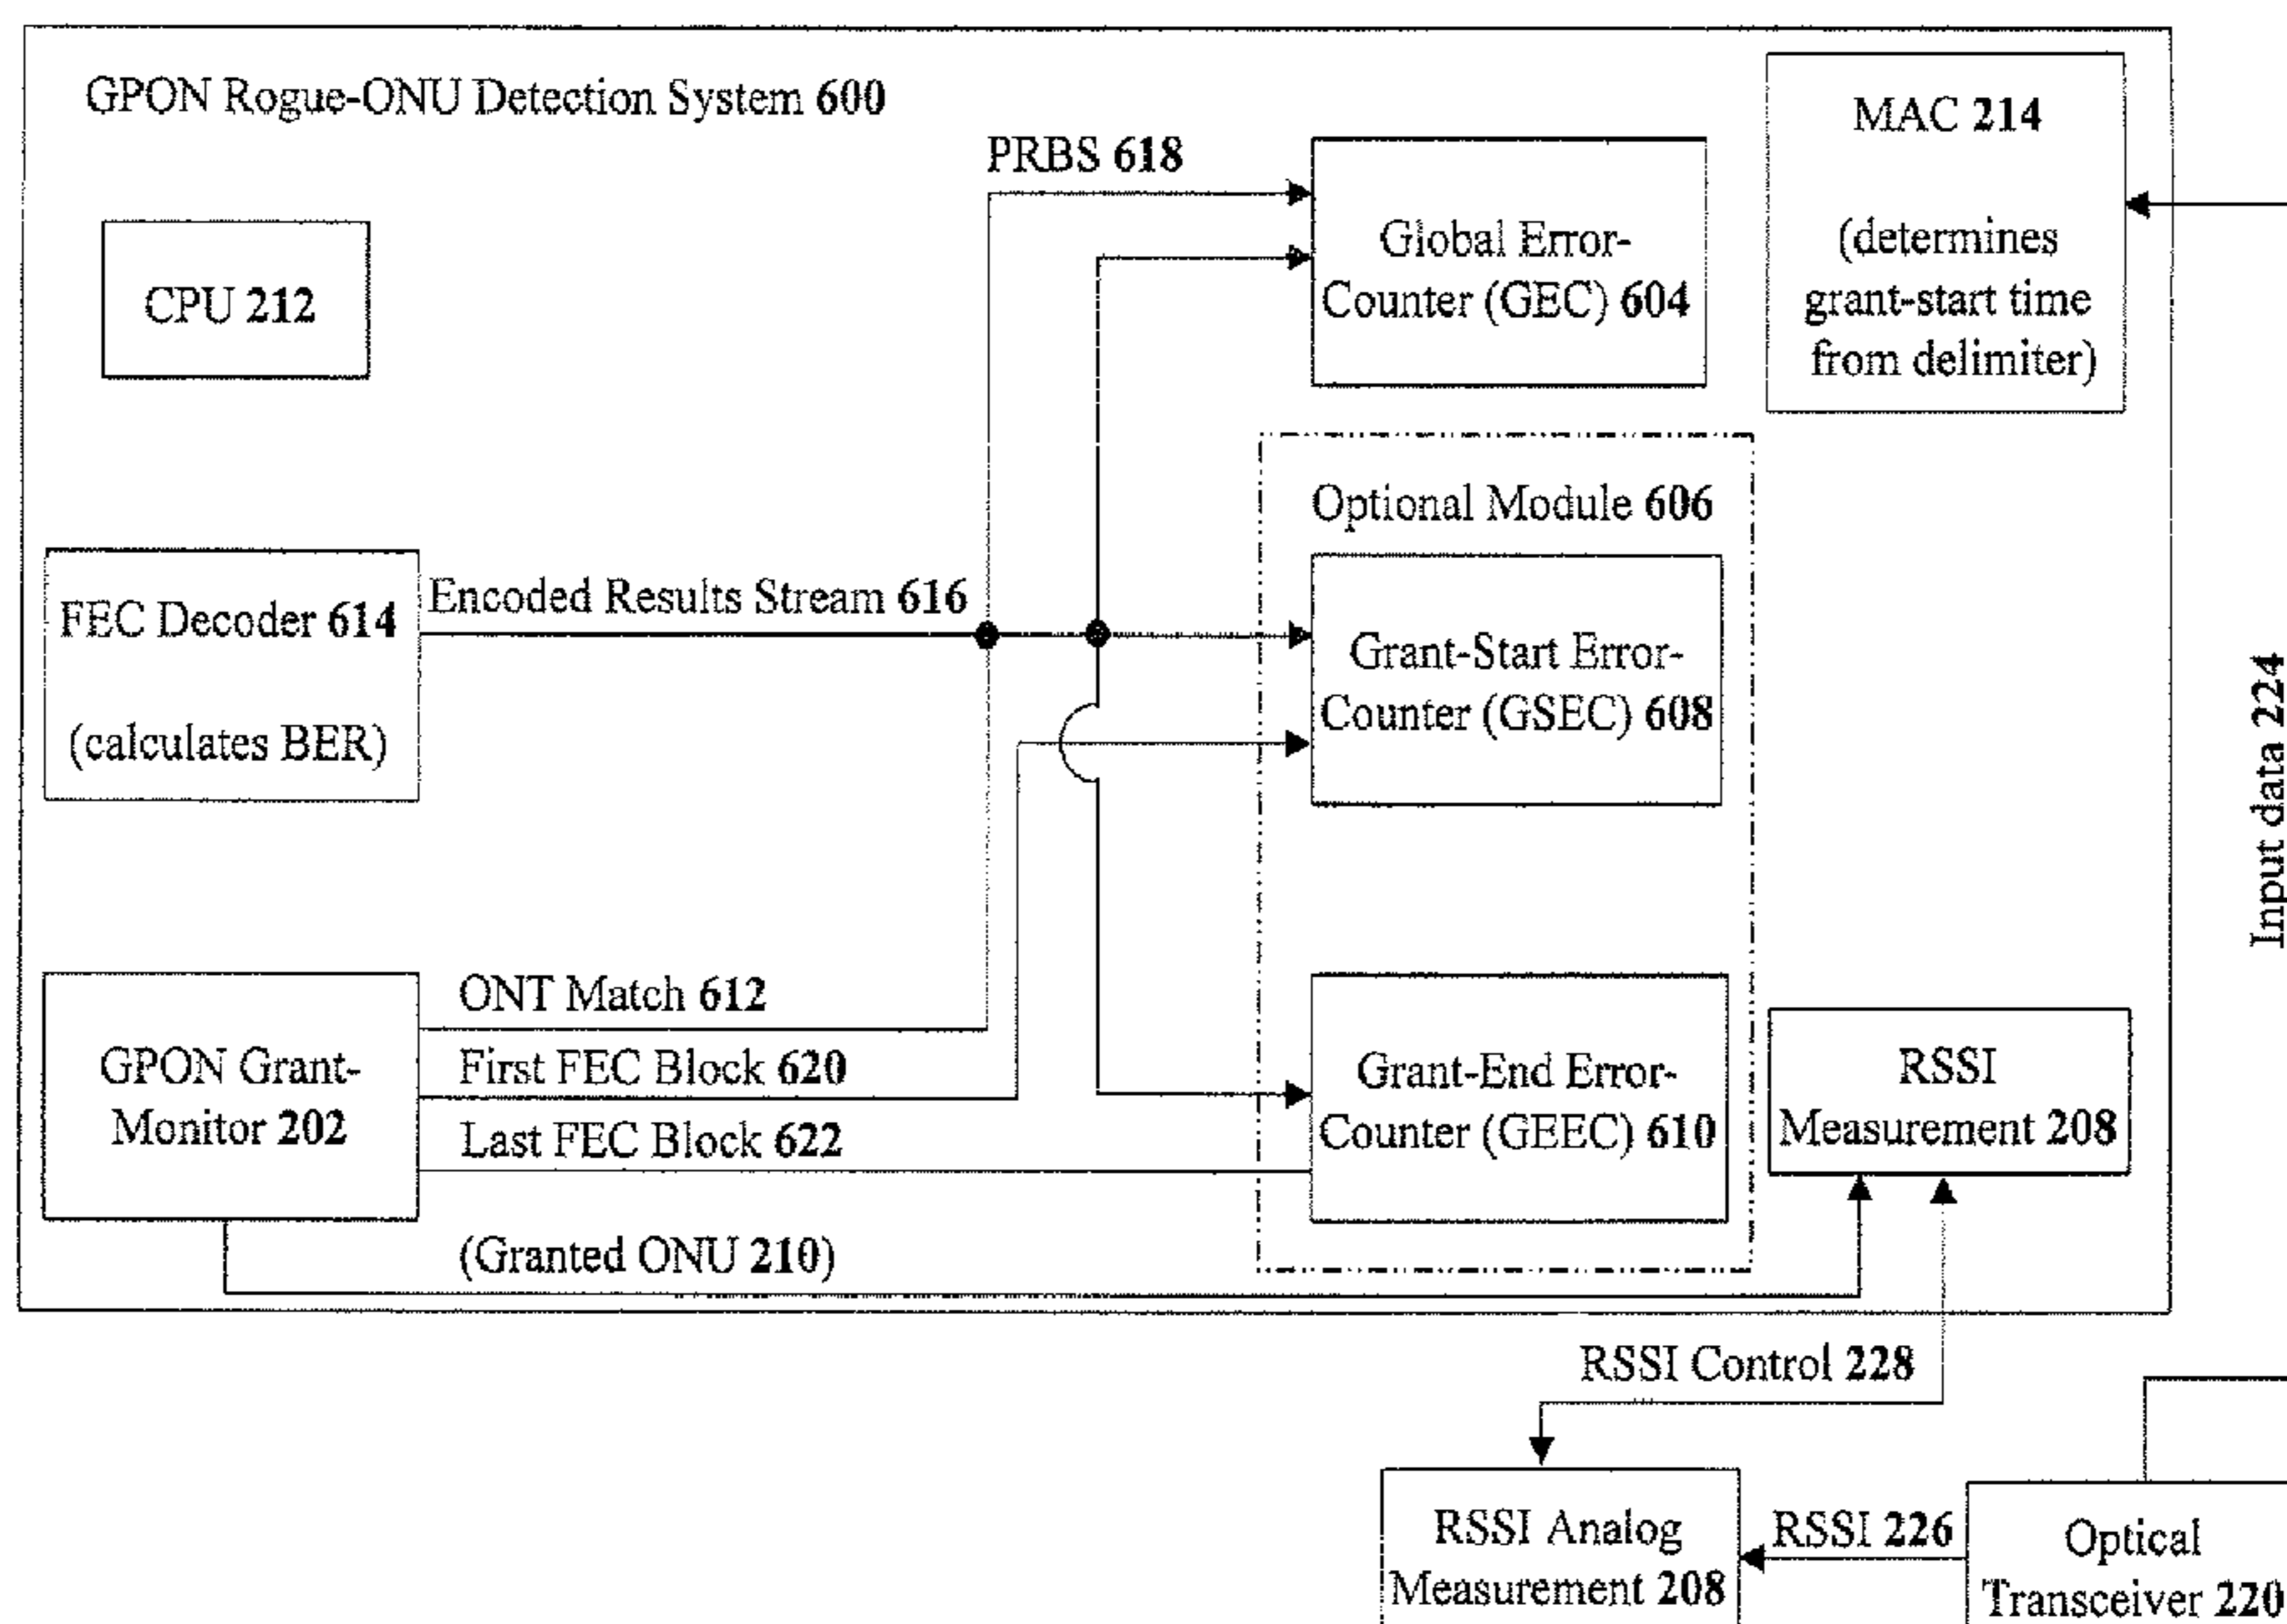 GPON Rogue-ONU Detection System 600
MAC 214
(determines
grant-start time
from delimiter)
PRBS 618
Global Error-
Counter (GEC) 604
CPU 212
Optional Module 606
FEC Decoder 614
(calculates BER)
Encoded Results Stream 616
Grant-Start Error-
Counter (GSEC) 608
Input data 224
GPON Grant-
Monitor 202
ONT Match 612
First FEC Block 620
Last FEC Block 622
(Granted ONU 210)
Grant-End Error-
Counter (GEEC) 610
RSSI
Measurement 208
RSSI Control 228
RSSI Analog
Measurement 208
RSSI 226
Optical
Transceiver 220